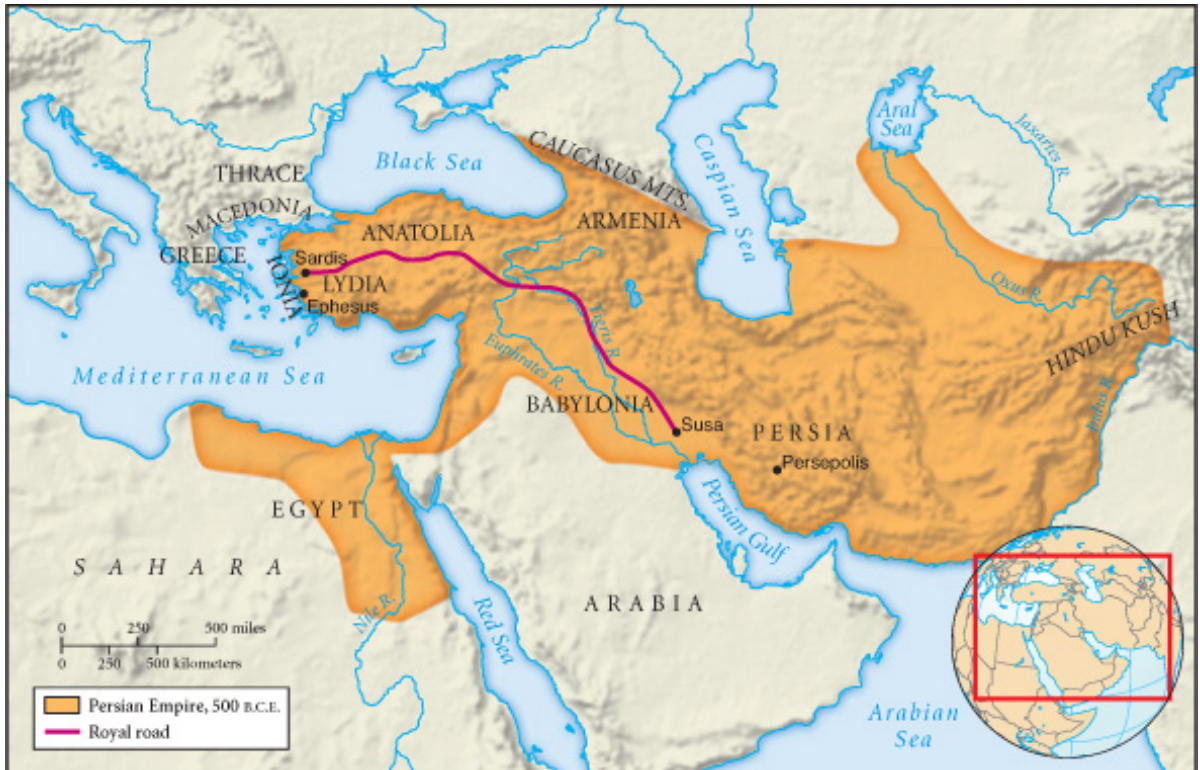 Aral
Sea
Jaxartes R.
Black Sea
CAUCASUS MTS.
Caspian Sea
THRACE
MACEDONIA
GREECE
ANATOLIA
ARMENIA
Sardis
IONIA
LYDIA
Ephesus
Tigris R.
Oxus R.
HINDU KUSH
Euphrates R.
Mediterranean Sea
BABYLONIA
Indus R.
Susa
PERSIA
Persepolis
EGYPT
Persian Gulf
SAHARA
Nile R.
Red Sea
ARABIA
0 250 500 miles
0 250 500 kilometers
Persian Empire, 500 B.C.E.
Royal road
Arabian
Sea